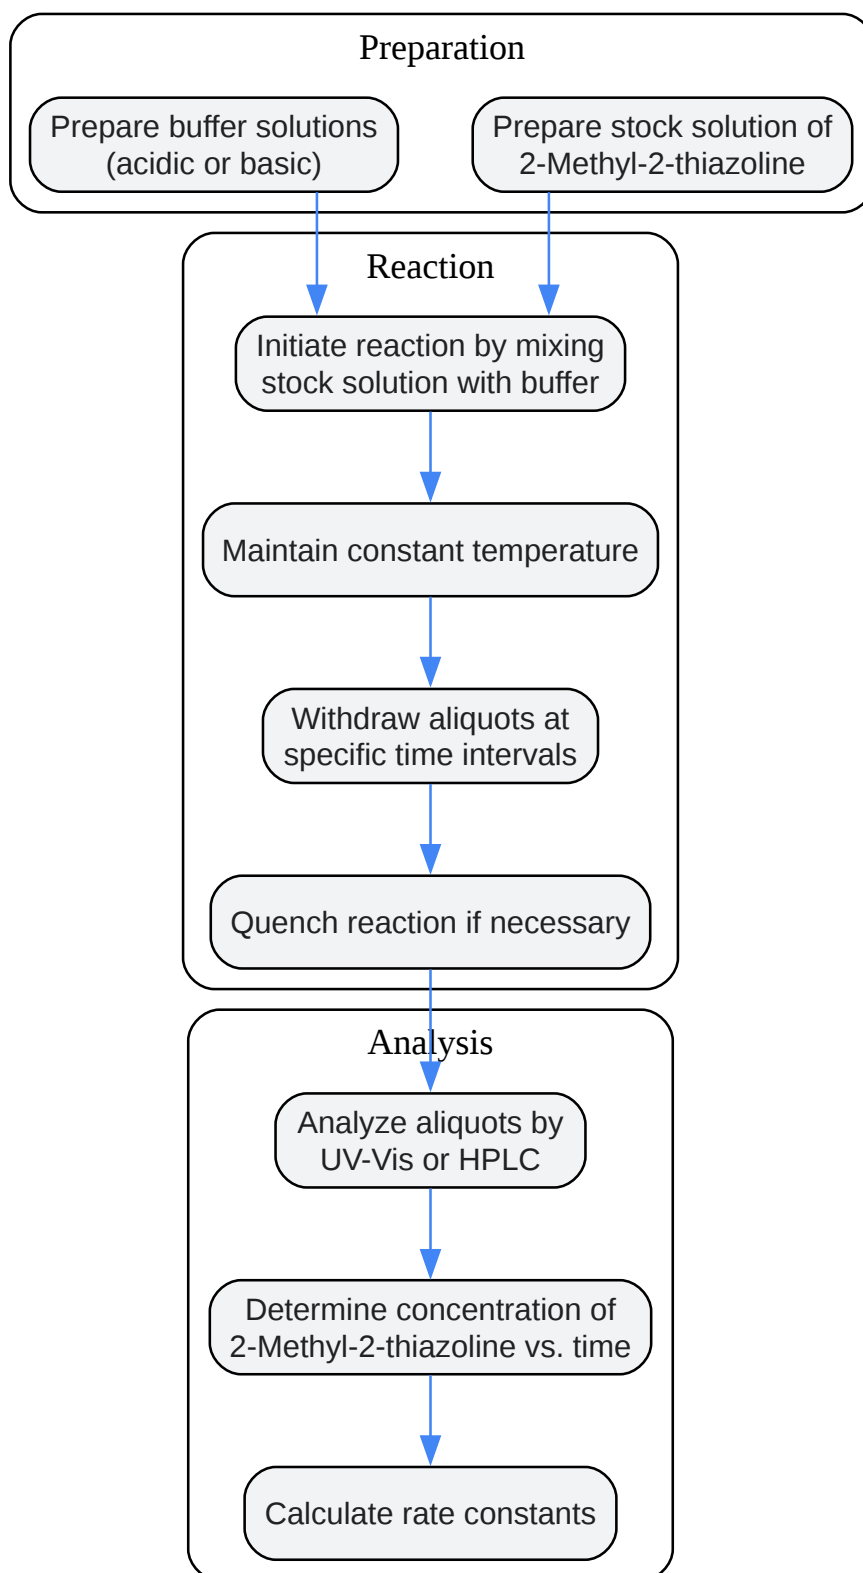 Preparation
Prepare buffer solutions
(acidic or basic)
Prepare stock solution of
2-Methyl-2-thiazoline
Reaction
Initiate reaction by mixing
stock solution with buffer
Maintain constant temperature
Withdraw aliquots at
specific time intervals
Quench reaction if necessary
Analysis
Analyze aliquots by
UV-Vis or HPLC
Determine concentration of
2-Methyl-2-thiazoline vs. time
Calculate rate constants